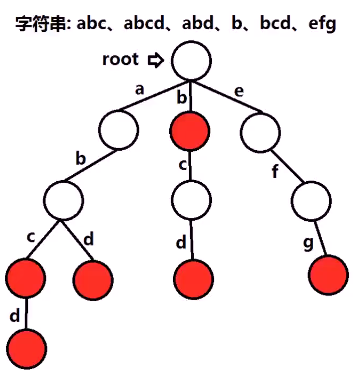 字符串: abc、abcd、abd、b、bcd、efg
root
a
b
e
b
c
f
c
d
d
g
d